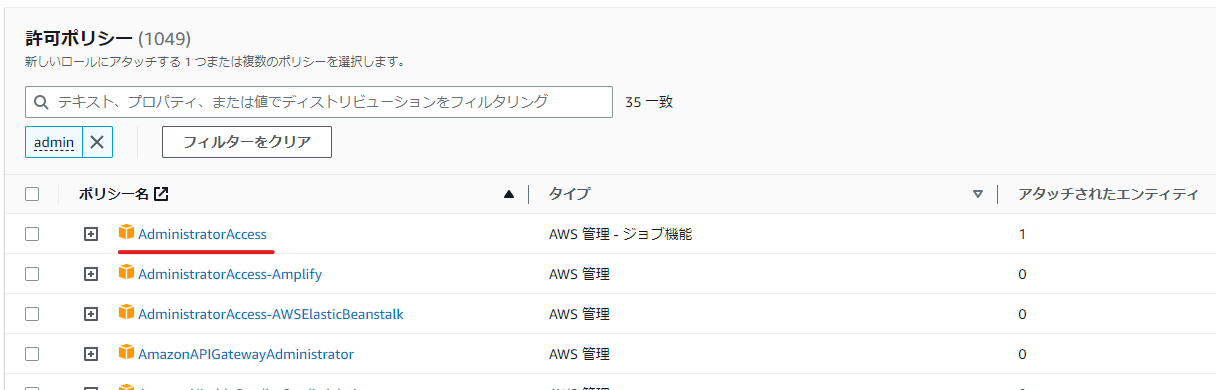 許可ポリシー (1049)
新しいロールにアタッチする 1 つまたは複数のポリシーを選択します。
テキスト、プロパティ、または値でディストリビューションをフィルタリング 35 一致
admin フィルターをクリア
ポリシー名 タイプ アタッチされたエンティティ
AdministratorAccess AWS 管理 - ジョブ機能 1
AdministratorAccess-Amplify AWS 管理 0
AdministratorAccess-AWSElasticBeanstalk AWS 管理 0
AmazonAPIGatewayAdministrator AWS 管理 0